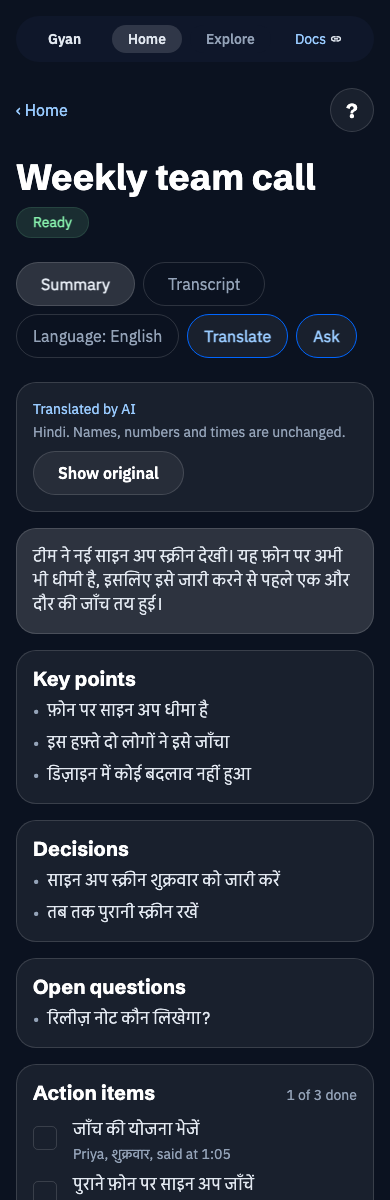 Gyan Home Explore Docs
‹ Home
?
Weekly team call
Ready
Summary Transcript
Language: English Translate Ask
Translated by AI
Hindi. Names, numbers and times are unchanged.
Show original
टीम ने नई साइन अप स्क्रीन देखी। यह फ़ोन पर अभी
भी धीमी है, इसलिए इसे जारी करने से पहले एक और
दौर की जाँच तय हुई।
Key points
• फ़ोन पर साइन अप धीमा है
• इस हफ़्ते दो लोगों ने इसे जाँचा
• डिज़ाइन में कोई बदलाव नहीं हुआ
Decisions
• साइन अप स्क्रीन शुक्रवार को जारी करें
• तब तक पुरानी स्क्रीन रखें
Open questions
• रिलीज़ नोट कौन लिखेगा?
Action items 1 of 3 done
जाँच की योजना भेजें
Priya, शुक्रवार, said at 1:05
पुराने फ़ोन पर साइन अप जाँचें